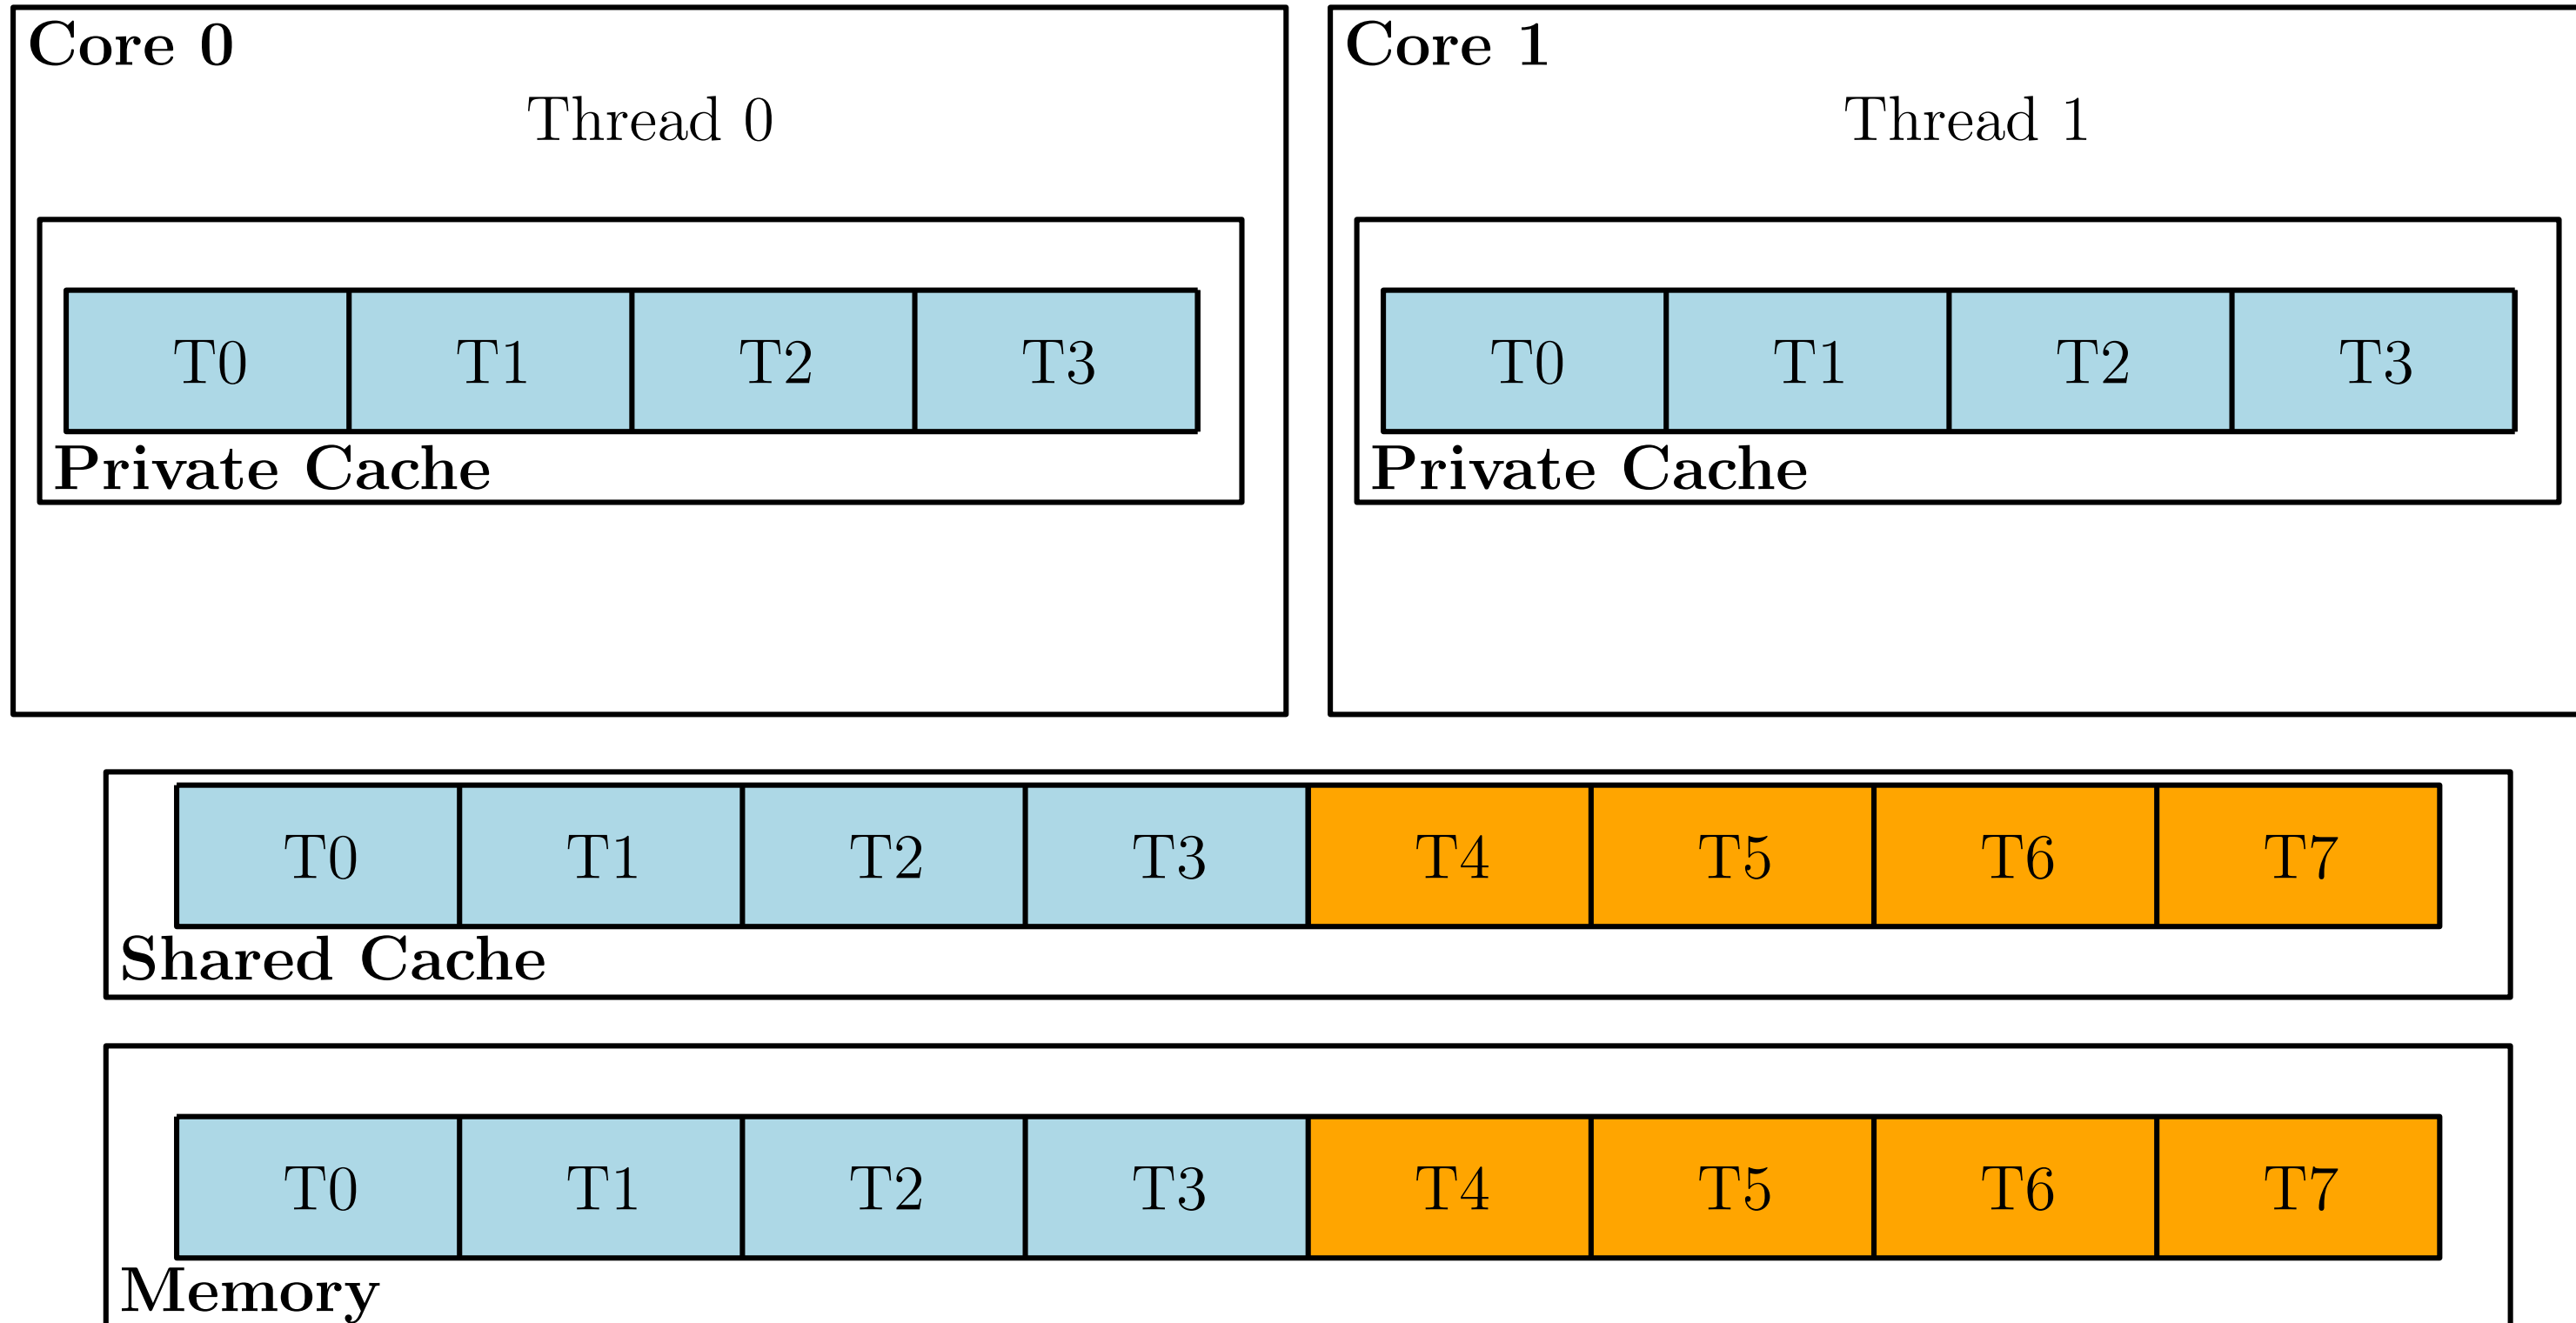 Core 0
Thread 0
T0 T1 T2 T3
Private Cache
Core 1
Thread 1
T0 T1 T2 T3
Private Cache
T0 T1 T2 T3 T4 T5 T6 T7
Shared Cache
T0 T1 T2 T3 T4 T5 T6 T7
Memory